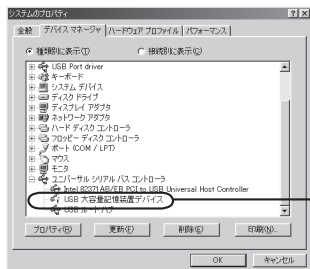 システムのプロパティ ? ×
全般 デバイス マネージャ ハードウェア プロファイル パフォーマンス
種類別に表示(T) 接続別に表示(C)
USB Port driver
キーボード
システム デバイス
ディスク ドライブ
ディスプレイ アダプタ
ネットワーク アダプタ
ハード ディスク コントローラ
フロッピー ディスク コントローラ
ポート (COM / LPT)
マウス
モニタ
ユニバーサル シリアル バス コントローラ
Intel 82371AB/EB PCI to USB Universal Host Controller
USB 大容量記憶装置デバイス
USB ルート ハブ
プロパティ(R) 更新(F) 削除(E) 印刷(N)...
OK キャンセル